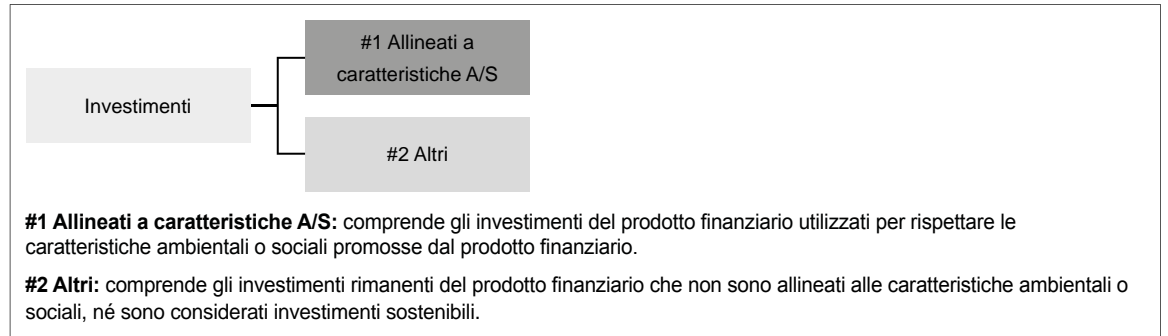 #1 Allineati a
caratteristiche A/S
Investimenti
#2 Altri
#1 Allineati a caratteristiche A/S: comprende gli investimenti del prodotto finanziario utilizzati per rispettare le
caratteristiche ambientali o sociali promosse dal prodotto finanziario.
#2 Altri: comprende gli investimenti rimanenti del prodotto finanziario che non sono allineati alle caratteristiche ambientali o
sociali, né sono considerati investimenti sostenibili.